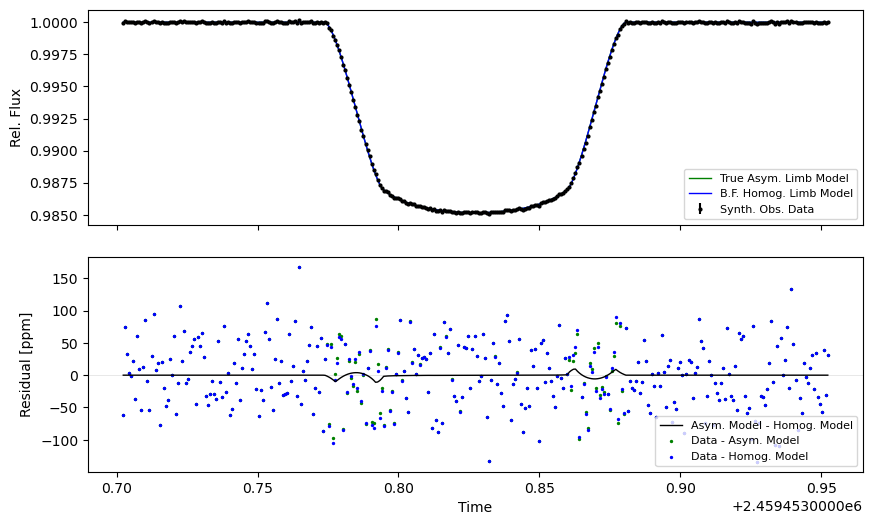 1.0000
0.9975
0.9950
0.9925
0.9900
0.9875
0.9850
Rel. Flux
True Asym. Limb Model
B.F. Homog. Limb Model
Synth. Obs. Data
150
100
50
0
−50
−100
Residual [ppm]
Asym. Model - Homog. Model
Data - Asym. Model
Data - Homog. Model
0.70
0.75
0.80
0.85
0.90
0.95
Time
+2.4594530000e6